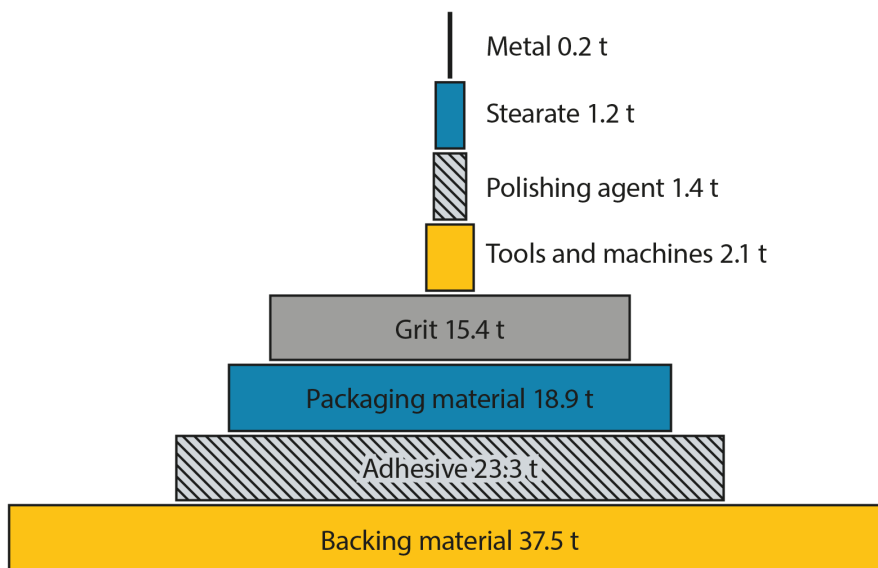 Metal 0.2 t
Stearate 1.2 t
Polishing agent 1.4 t
Tools and machines 2.1 t
Grit 15.4 t
Packaging material 18.9 t
Adhesive 23.3 t
Backing material 37.5 t